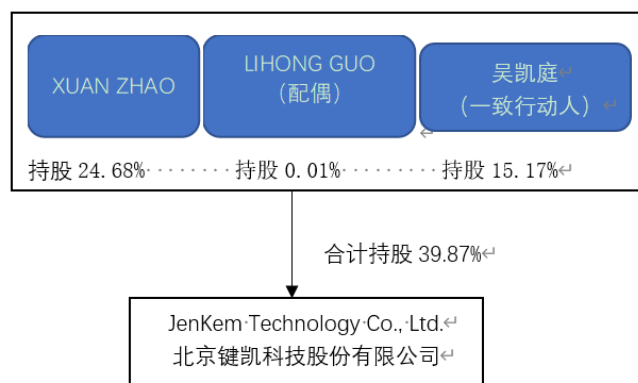 XUAN ZHAO
LIHONG GUO
（配偶）
吴凯庭
（一致行动人）
持股 24.68% 持股 0.01% 持股 15.17%
合计持股 39.87%
JenKem Technology Co., Ltd.
北京键凯科技股份有限公司